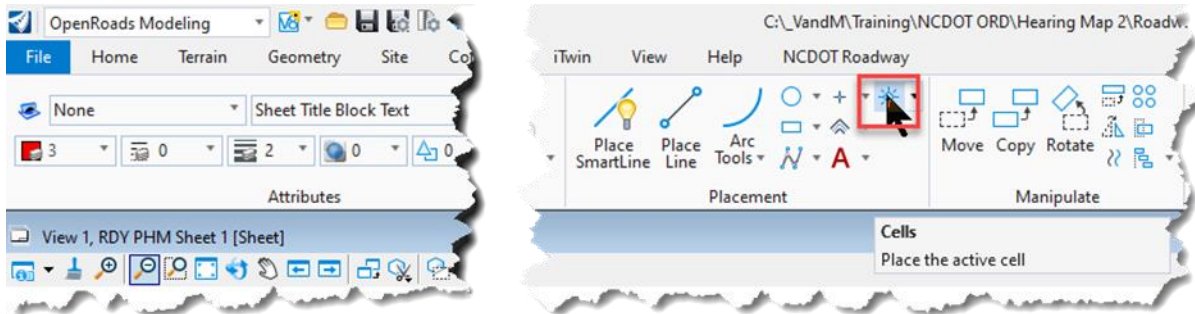 OpenRoads Modeling
C:\_VandM\Training\NCDOT ORD\Hearing Map 2\Roadw
File Home Terrain Geometry Site
iTwin View Help NCDOT Roadway
None Sheet Title Block Text
3 0 2 0 0
Place SmartLine
Place Line
Arc Tools
A
Move Copy Rotate
Attributes
Placement
Manipulate
View 1, RDY PHM Sheet 1 [Sheet]
Cells
Place the active cell